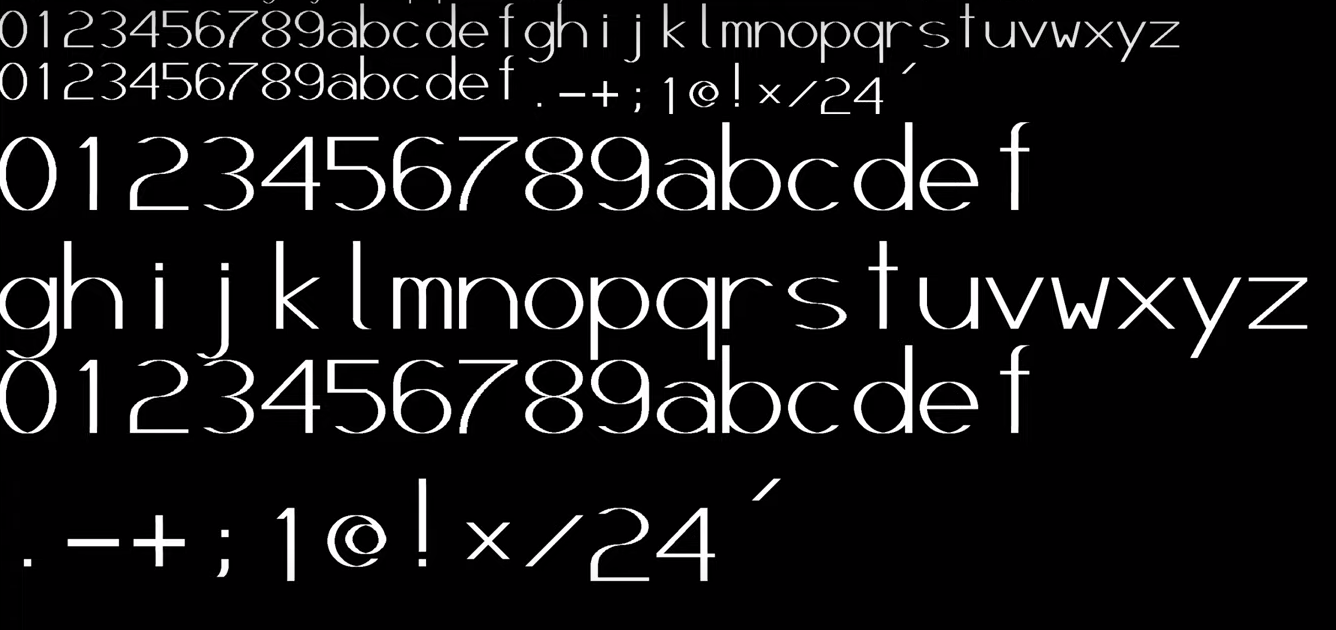 0123456789abcdefghijklmnopqrstuvwxyz
0123456789abcdef.-+;1@!×/24´
0123456789abcdef
ghijklmnopqrstuvwxyz
0123456789abcdef
.-+;1@!×/24´